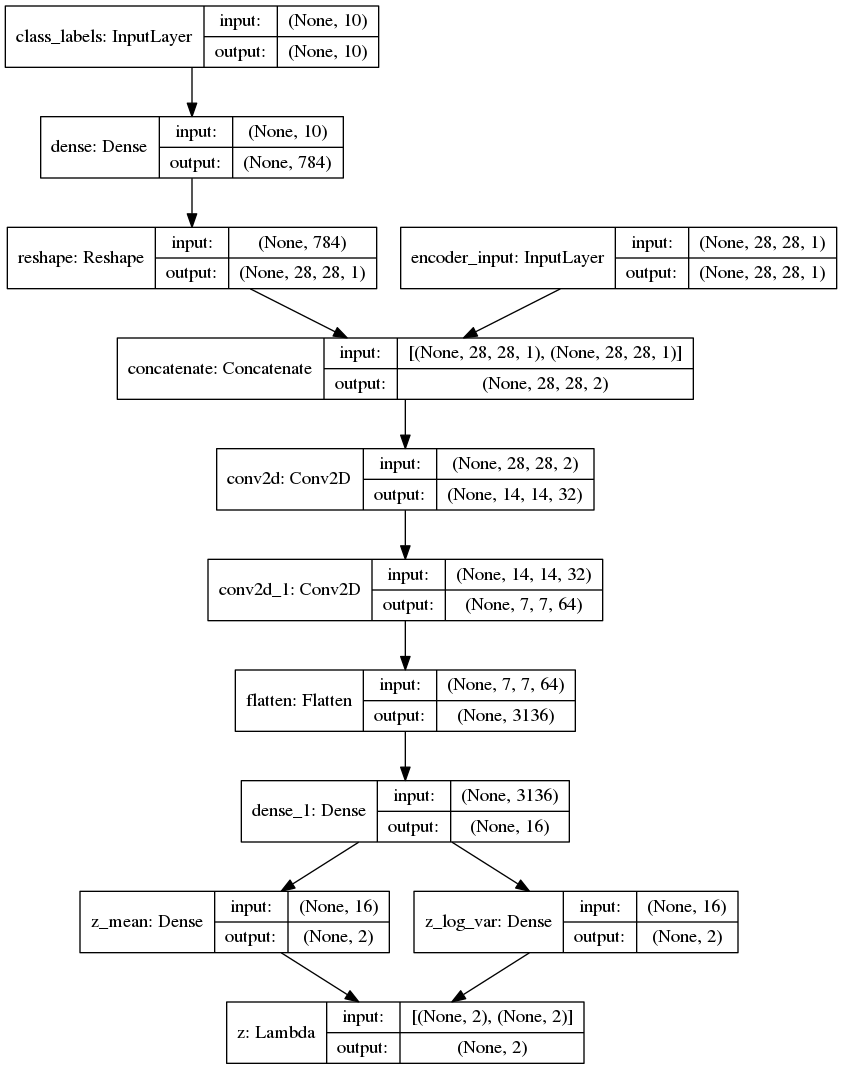 class_labels: InputLayer
input: (None, 10)
output: (None, 10)
dense: Dense
input: (None, 10)
output: (None, 784)
reshape: Reshape
input: (None, 784)
output: (None, 28, 28, 1)
encoder_input: InputLayer
input: (None, 28, 28, 1)
output: (None, 28, 28, 1)
concatenate: Concatenate
input: [(None, 28, 28, 1), (None, 28, 28, 1)]
output: (None, 28, 28, 2)
conv2d: Conv2D
input: (None, 28, 28, 2)
output: (None, 14, 14, 32)
conv2d_1: Conv2D
input: (None, 14, 14, 32)
output: (None, 7, 7, 64)
flatten: Flatten
input: (None, 7, 7, 64)
output: (None, 3136)
dense_1: Dense
input: (None, 3136)
output: (None, 16)
z_mean: Dense
input: (None, 16)
output: (None, 2)
z_log_var: Dense
input: (None, 16)
output: (None, 2)
z: Lambda
input: [(None, 2), (None, 2)]
output: (None, 2)